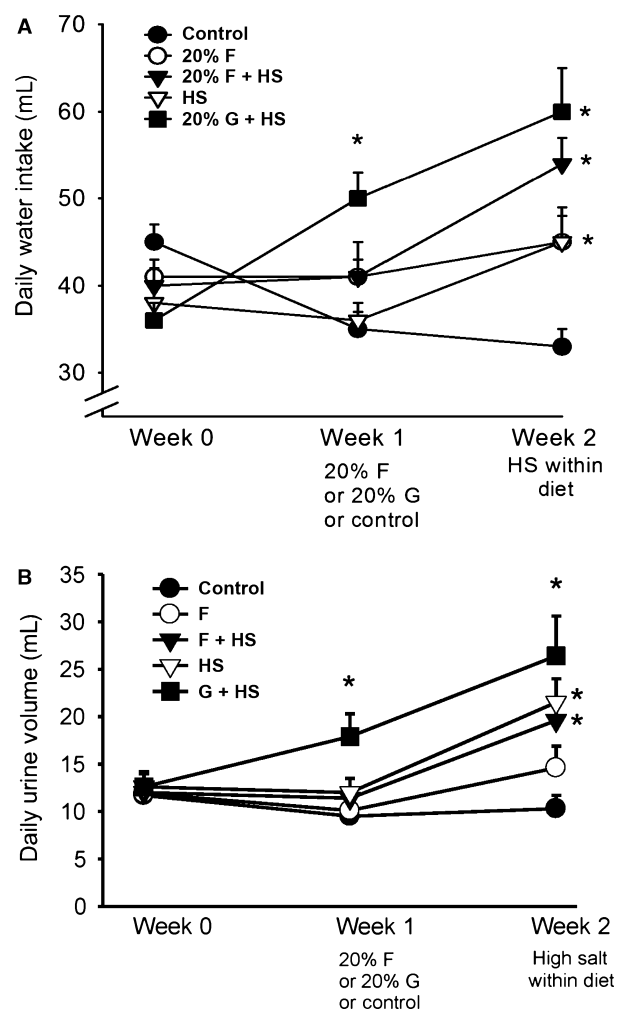 A
Daily water intake (mL)
70
60
50
40
30
Control
20% F
20% F + HS
HS
20% G + HS
*
*
*
*
Week 0
Week 1
Week 2
20% F
or 20% G
or control
HS within
diet
B
Daily urine volume (mL)
35
30
25
20
15
10
5
0
Control
F
F + HS
HS
G + HS
*
*
*
*
Week 0
Week 1
Week 2
20% F
or 20% G
or control
High salt
within diet